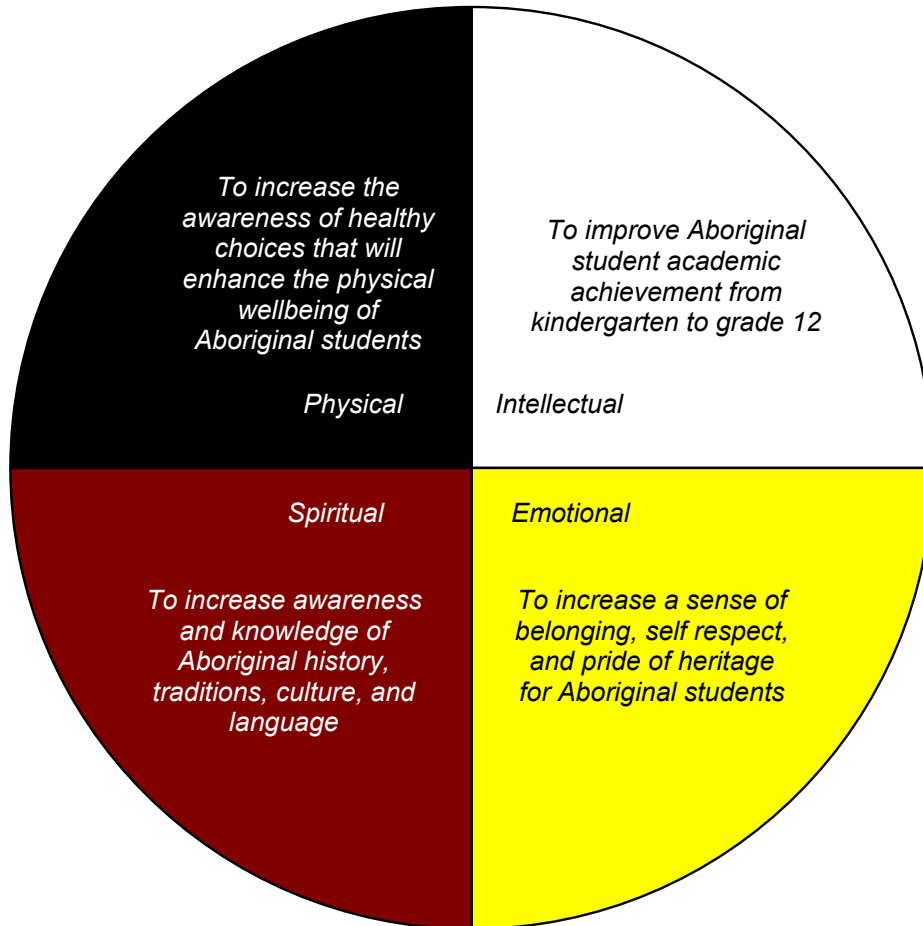 To increase the
awareness of healthy
choices that will
enhance the physical
wellbeing of
Aboriginal students
Physical
To improve Aboriginal
student academic
achievement from
kindergarten to grade 12
Intellectual
Spiritual
To increase awareness
and knowledge of
Aboriginal history,
traditions, culture, and
language
Emotional
To increase a sense of
belonging, self respect,
and pride of heritage
for Aboriginal students